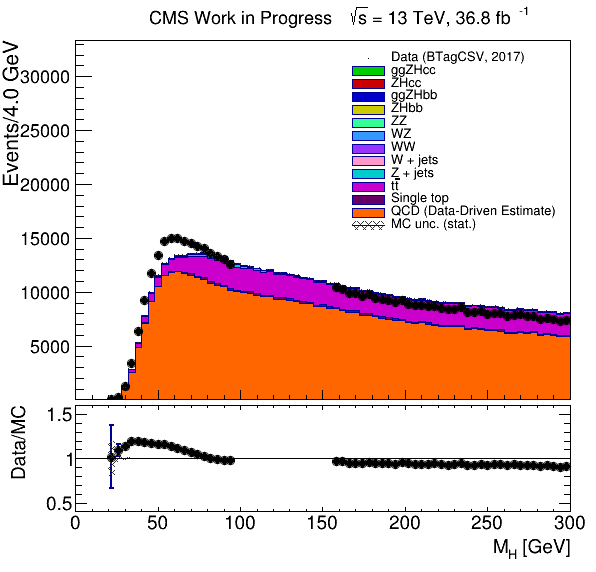 CMS Work in Progress √s = 13 TeV, 36.8 fb -1
Events/4.0 GeV
30000
25000
20000
15000
10000
5000
Data (BTagCSV, 2017)
ggZHcc
ZHcc
ggZHbb
ZHbb
ZZ
WZ
WW
W + jets
Z + jets
tt̅
Single top
QCD (Data-Driven Estimate)
MC unc. (stat.)
Data/MC
1.5
1
0.5
0 50 100 150 200 250 300
M_H [GeV]